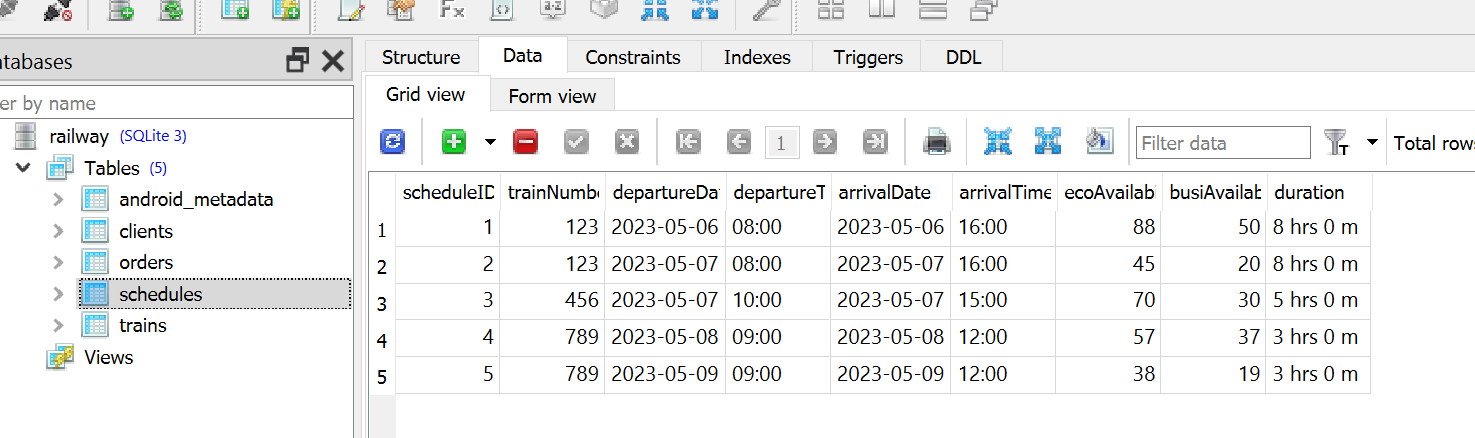 Fx
a-z
Structure Data Constraints Indexes Triggers DDL
atabases
er by name
railway (SQLite 3)
Tables (5)
android_metadata
clients
orders
schedules
trains
Views
Grid view Form view
1 Filter data T Total rows
scheduleID trainNumbe departureDa departureT arrivalDate arrivalTime ecoAvailabi busiAvailab duration
1 1 123 2023-05-06 08:00 2023-05-06 16:00 88 50 8 hrs 0 m
2 2 123 2023-05-07 08:00 2023-05-07 16:00 45 20 8 hrs 0 m
3 3 456 2023-05-07 10:00 2023-05-07 15:00 70 30 5 hrs 0 m
4 4 789 2023-05-08 09:00 2023-05-08 12:00 57 37 3 hrs 0 m
5 5 789 2023-05-09 09:00 2023-05-09 12:00 38 19 3 hrs 0 m